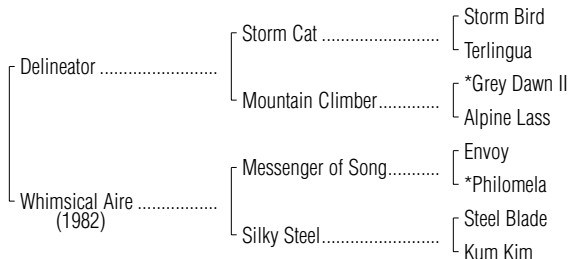 Storm Bird
Storm Cat ..........................
Terlingua
Delineator ..........................
*Grey Dawn II
Mountain Climber.............
Alpine Lass
Envoy
Messenger of Song...........
*Philomela
Whimsical Aire .................
(1982)
Steel Blade
Silky Steel..........................
Kum Kim